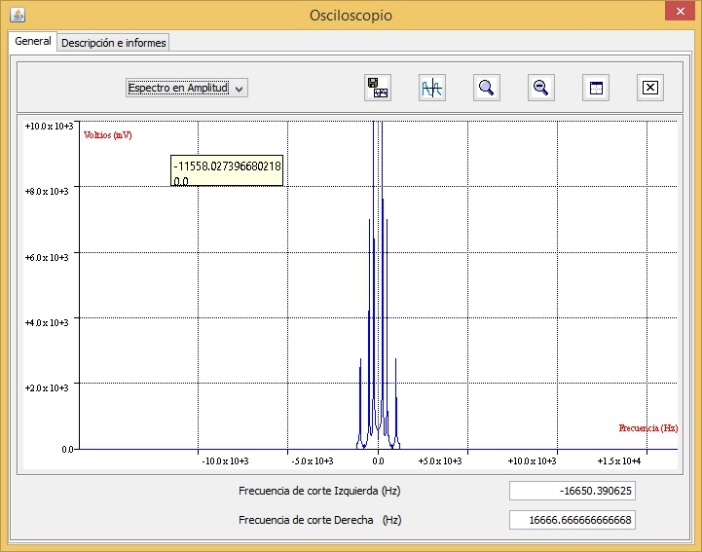 Osciloscopio
General
Descripción e informes
Espectro en Amplitud
+10.0 x 10+3
Voltios (mV)
-11558.027396680218
0.0
+8.0 x 10+3
+6.0 x 10+3
+4.0 x 10+3
+2.0 x 10+3
Frecuencia (Hz)
0.0
-10.0 x 10+3
-5.0 x 10+3
0.0
+5.0 x 10+3
+10.0 x 10+3
+1.5 x 10+4
Frecuencia de corte Izquierda (Hz)
-16650.390625
Frecuencia de corte Derecha (Hz)
16666.666666666668